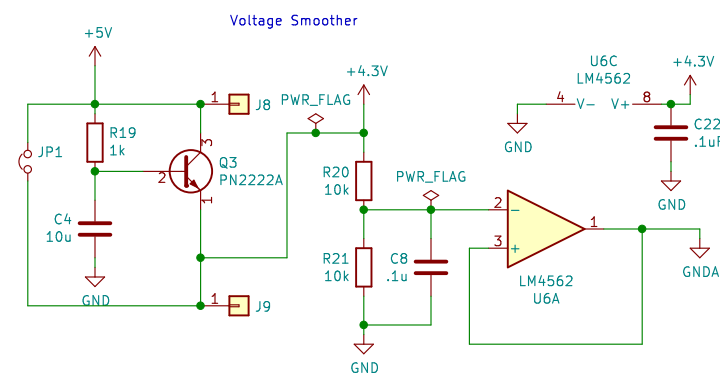 Voltage Smoother
+5V
1
J8
R19
1k
JP1
3
Q3
PN2222A
2
1
C4
10u
GND
1
J9
PWR_FLAG
+4.3V
R20
10k
PWR_FLAG
R21
10k
C8
.1u
GND
2
3
1
LM4562
U6A
GNDA
U6C
LM4562
4
V-
V+
8
GND
+4.3V
C22
.1uF
GND